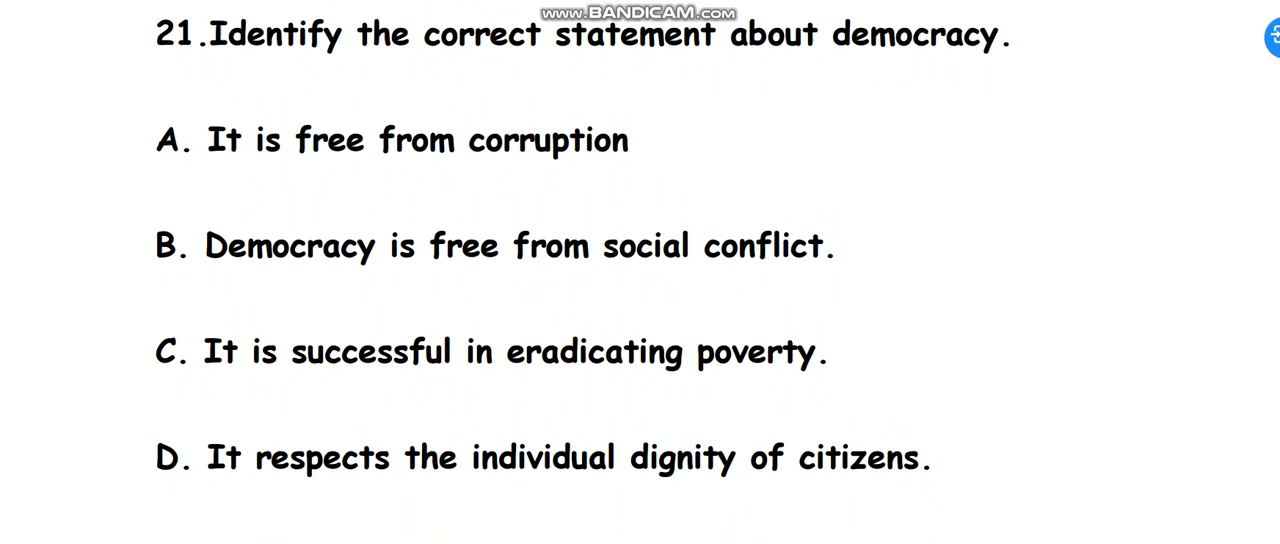 www.BANDICAM.com
21.Identify the correct statement about democracy.
A. It is free from corruption
B. Democracy is free from social conflict.
C. It is successful in eradicating poverty.
D. It respects the individual dignity of citizens.